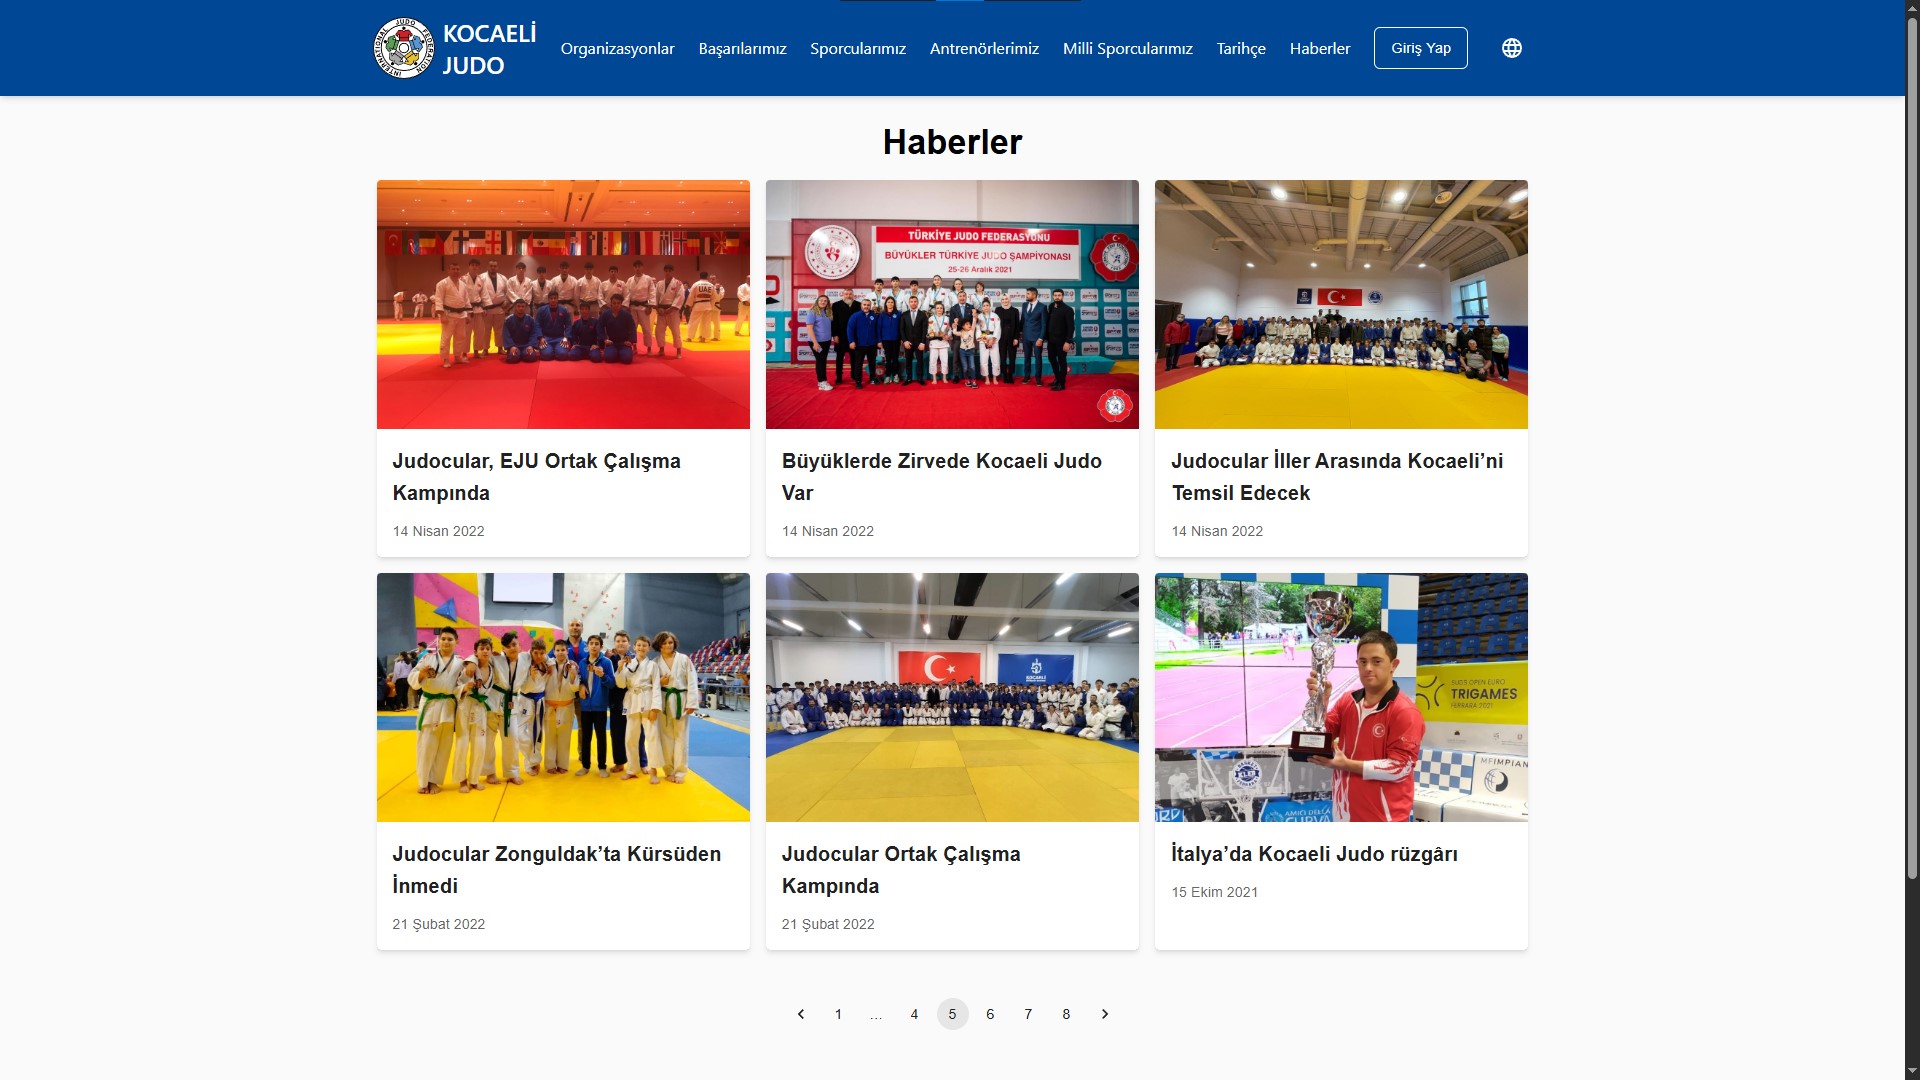 KOCAELİ
JUDO
Organizasyonlar
Başarılarımız
Sporcularımız
Antrenörlerimiz
Milli Sporcularımız
Tarihçe
Haberler
Giriş Yap
Haberler
UAE
TÜRKİYE JUDO FEDERASYONU
BÜYÜKLER TÜRKİYE JUDO ŞAMPİYONASI
25-26 Aralık 2021
Judocular, EJU Ortak Çalışma
Kampında
14 Nisan 2022
Büyüklerde Zirvede Kocaeli Judo
Var
14 Nisan 2022
Judocular İller Arasında Kocaeli’ni
Temsil Edecek
14 Nisan 2022
KOCAELİ
TRIGAMES
FERRARA 2021
Judocular Zonguldak’ta Kürsüden
İnmedi
21 Şubat 2022
Judocular Ortak Çalışma
Kampında
21 Şubat 2022
İtalya’da Kocaeli Judo rüzgârı
15 Ekim 2021
1 … 4 5 6 7 8